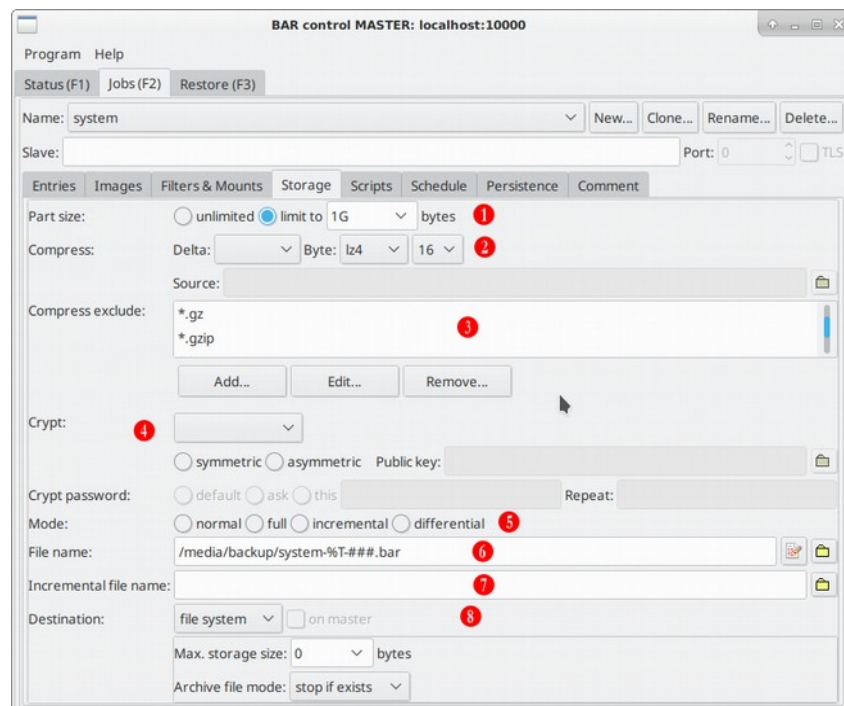 BAR control MASTER: localhost:10000
Program Help
Status (F1) Jobs (F2) Restore (F3)
Name: system New... Clone... Rename... Delete...
Slave: Port: 0 TLS
Entries Images Filters & Mounts Storage Scripts Schedule Persistence Comment
Part size: unlimited limit to 1G bytes 1
Compress: Delta: Byte: lz4 16 2
Source:
Compress exclude: *.gz
*.gzip 3
Add... Edit... Remove...
Crypt: 4
symmetric asymmetric Public key:
Crypt password: default ask this Repeat:
Mode: normal full incremental differential 5
File name: /media/backup/system-%T-###.bar 6
Incremental file name: 7
Destination: file system on master 8
Max. storage size: 0 bytes
Archive file mode: stop if exists